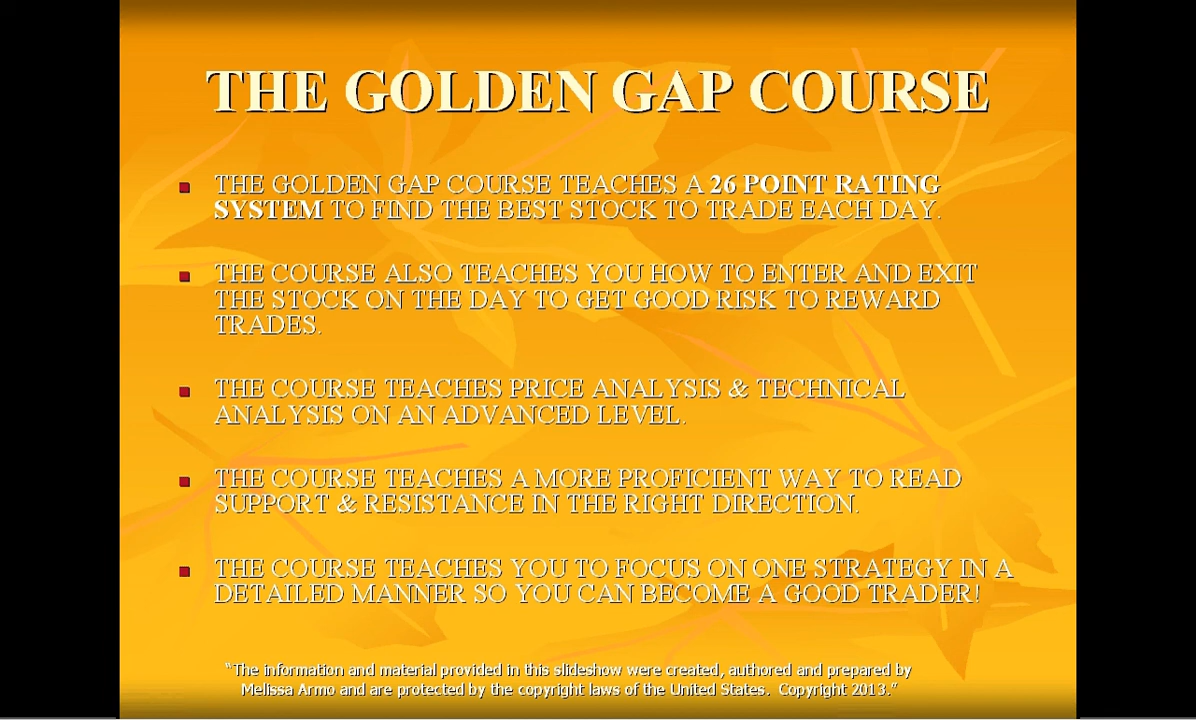 THE GOLDEN GAP COURSE
THE GOLDEN GAP COURSE TEACHES A 26 POINT RATING
SYSTEM TO FIND THE BEST STOCK TO TRADE EACH DAY.
THE COURSE ALSO TEACHES YOU HOW TO ENTER AND EXIT
THE STOCK ON THE DAY TO GET GOOD RISK TO REWARD
TRADES.
THE COURSE TEACHES PRICE ANALYSIS & TECHNICAL
ANALYSIS ON AN ADVANCED LEVEL.
THE COURSE TEACHES A MORE PROFICIENT WAY TO READ
SUPPORT & RESISTANCE IN THE RIGHT DIRECTION.
THE COURSE TEACHES YOU TO FOCUS ON ONE STRATEGY IN A
DETAILED MANNER SO YOU CAN BECOME A GOOD TRADER!
"The information and material provided in this slideshow were created, authored and prepared by
Melissa Armo and are protected by the copyright laws of the United States. Copyright 2013."